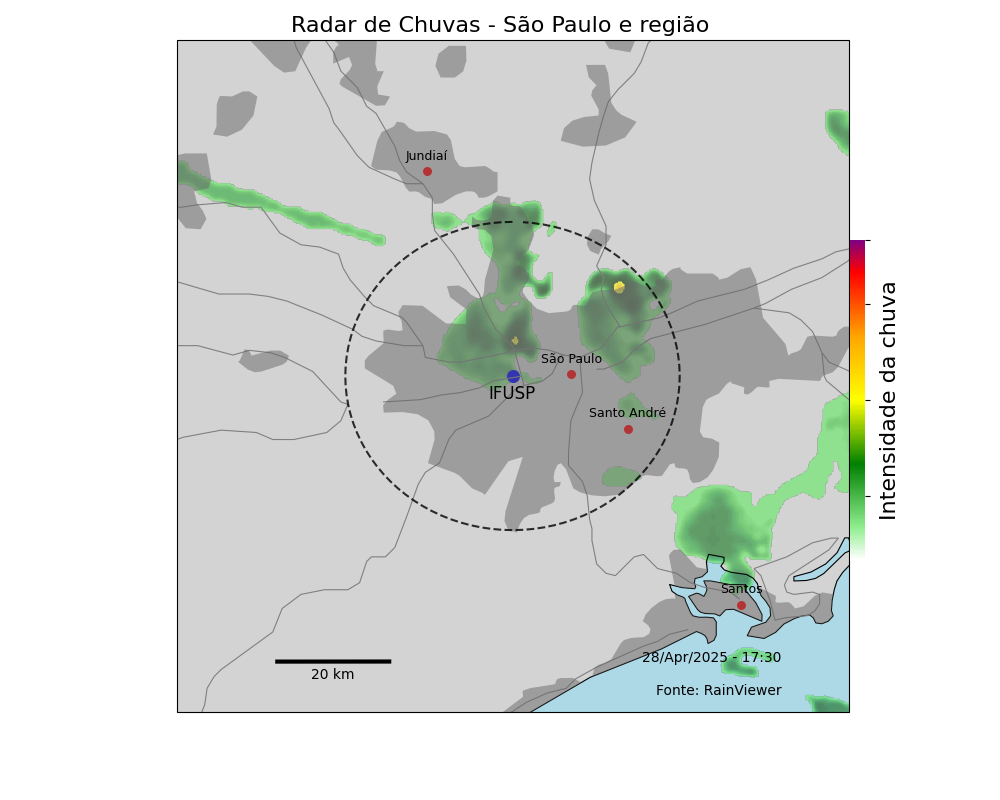 Radar de Chuvas - São Paulo e região
Jundiaí
São Paulo
IFUSP
Santo André
Intensidade da chuva
Santos
28/Apr/2025 - 17:30
20 km
Fonte: RainViewer